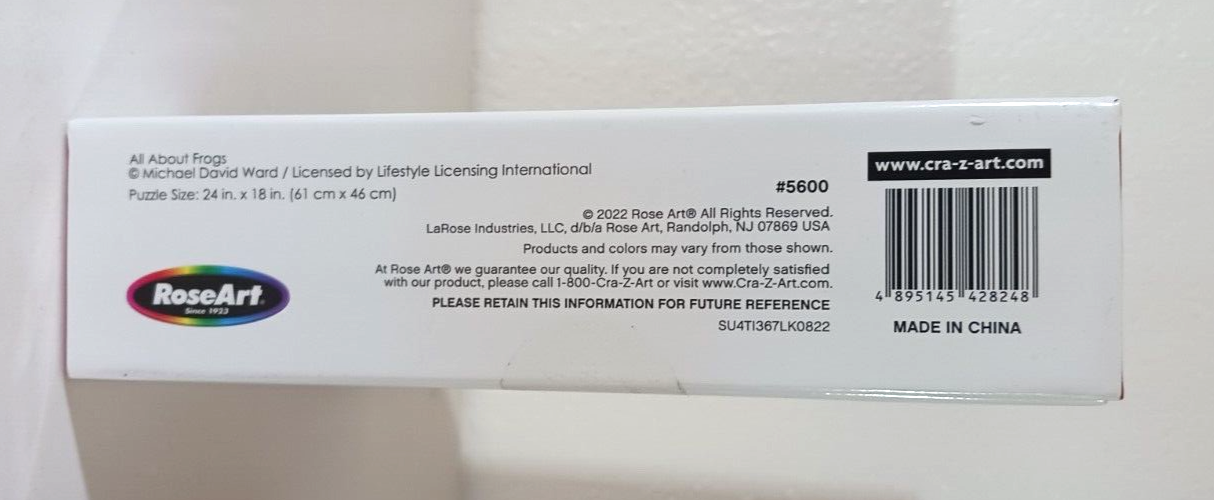 All About Frogs
© Michael David Ward / Licensed by Lifestyle Licensing International
Puzzle Size: 24 in. x 18 in. (61 cm x 46 cm)
#5600
© 2022 Rose Art® All Rights Reserved.
LaRose Industries, LLC, d/b/a Rose Art, Randolph, NJ 07869 USA
Products and colors may vary from those shown.
At Rose Art® we guarantee our quality. If you are not completely satisfied
with our product, please call 1-800-Cra-Z-Art or visit www.Cra-Z-Art.com.
PLEASE RETAIN THIS INFORMATION FOR FUTURE REFERENCE
SU4TI367LK0822
RoseArt
Since 1923
www.cra-z-art.com
4 895145 428248
MADE IN CHINA